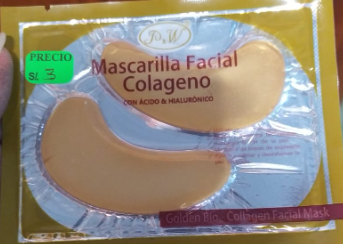 P&W
PRECIO
S/. 3
Mascarilla Facial
Colageno
CON ÁCIDO & HIALURÓNICO
Golden Bio, Collagen Facial Mask